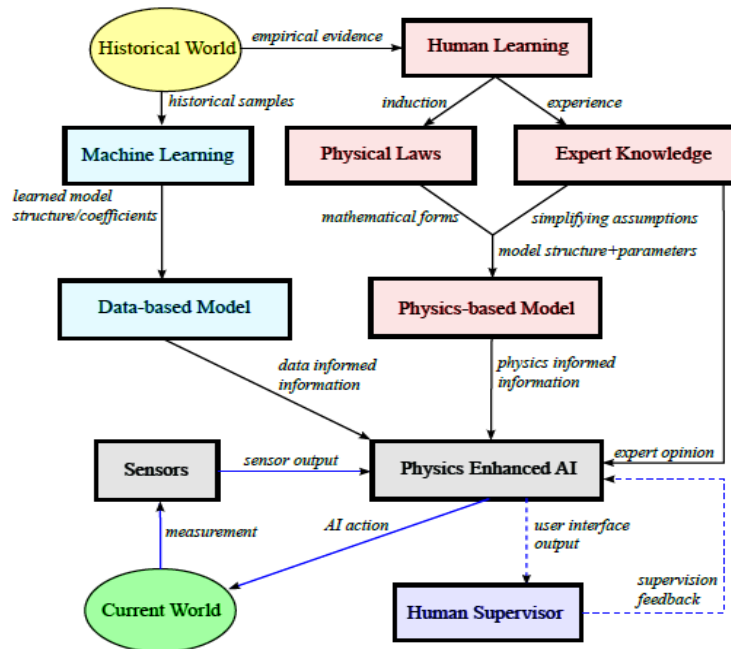 Historical World
empirical evidence
Human Learning
historical samples
induction
experience
Machine Learning
Physical Laws
Expert Knowledge
learned model
structure/coefficients
mathematical forms
simplifying assumptions
model structure+parameters
Data-based Model
Physics-based Model
data informed
information
physics informed
information
Sensors
sensor output
Physics Enhanced AI
expert opinion
measurement
AI action
user interface
output
Current World
Human Supervisor
supervision
feedback